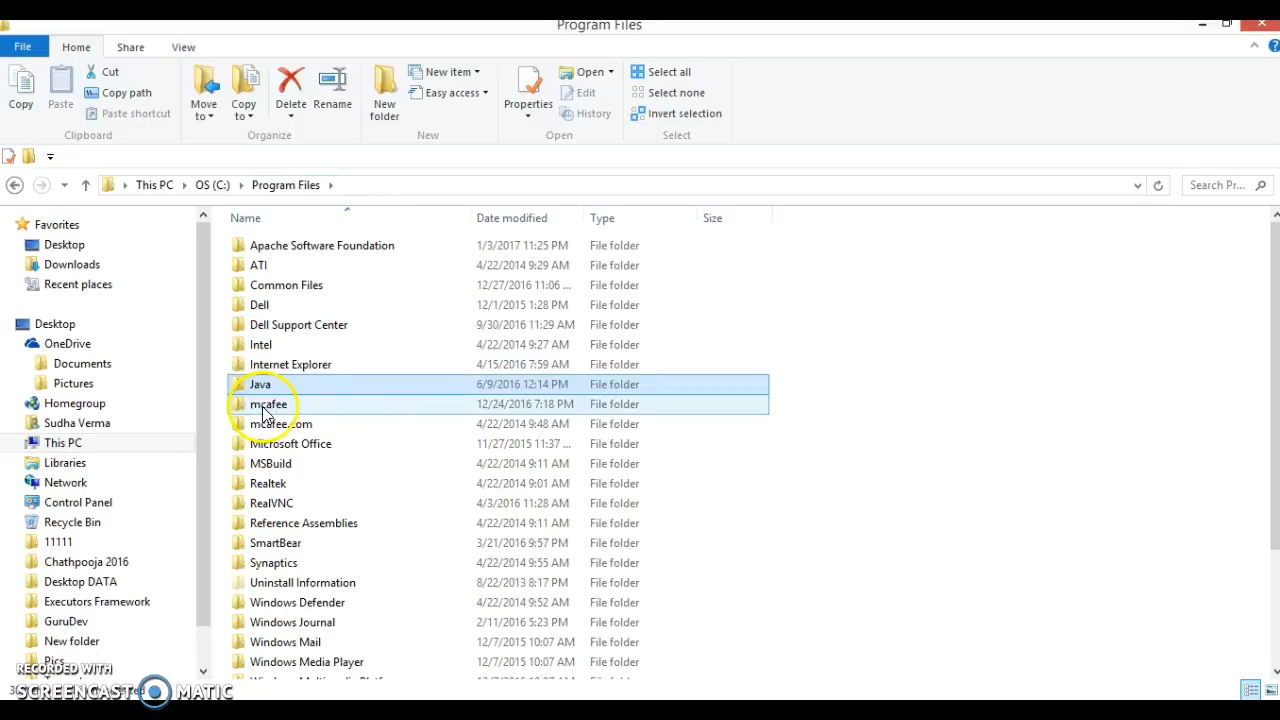 Program Files
File Home Share View
Copy
Paste
Cut
Copy path
Paste shortcut
Clipboard
Move to
Copy to
Delete
Rename
Organize
New folder
New item
Easy access
New
Properties
Open
Edit
History
Open
Select all
Select none
Invert selection
Select
This PC OS (C:) Program Files Search Pr...
Favorites
Desktop
Downloads
Recent places
Desktop
OneDrive
Documents
Pictures
Homegroup
Sudha Verma
This PC
Libraries
Network
Control Panel
Recycle Bin
11111
Chathpooja 2016
Desktop DATA
Executors Framework
GuruDev
New folder
Pics
Name Date modified Type Size
Apache Software Foundation 1/3/2017 11:25 PM File folder
ATI 4/22/2014 9:29 AM File folder
Common Files 12/27/2016 11:06 ... File folder
Dell 12/1/2015 1:28 PM File folder
Dell Support Center 9/30/2016 11:29 AM File folder
Intel 4/22/2014 9:27 AM File folder
Internet Explorer 4/15/2016 7:59 AM File folder
Java 6/9/2016 12:14 PM File folder
mcafee 12/24/2016 7:18 PM File folder
mcafee.com 4/22/2014 9:48 AM File folder
Microsoft Office 11/27/2015 11:37 ... File folder
MSBuild 4/22/2014 9:11 AM File folder
Realtek 4/22/2014 9:01 AM File folder
RealVNC 4/3/2016 11:28 AM File folder
Reference Assemblies 4/22/2014 9:11 AM File folder
SmartBear 3/21/2016 9:57 PM File folder
Synaptics 4/22/2014 9:55 AM File folder
Uninstall Information 8/22/2013 8:17 PM File folder
Windows Defender 4/22/2014 9:52 AM File folder
Windows Journal 2/11/2016 5:23 PM File folder
Windows Mail 12/7/2015 10:07 AM File folder
Windows Media Player 12/7/2015 10:07 AM File folder
RECORDED WITH
SCREENCAST MATIC